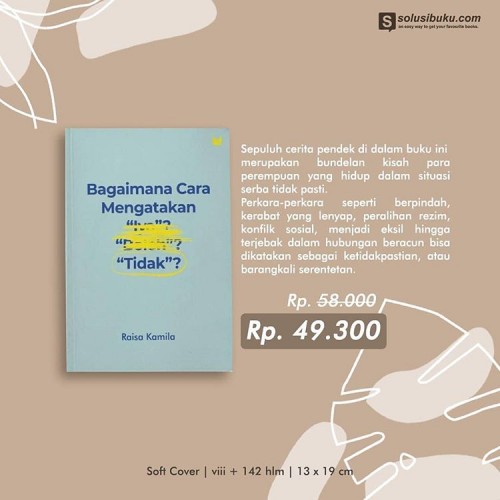 S solusibuku.com
an easy way to get your favourite books.
Bagaimana Cara
Mengatakan
"Iya"?
"Boleh"?
"Tidak"?
Raisa Kamila
Sepuluh cerita pendek di dalam buku ini
merupakan bundelan kisah para
perempuan yang hidup dalam situasi
serba tidak pasti.
Perkara-perkara seperti berpindah,
kerabat yang lenyap, peralihan rezim,
konfilk sosial, menjadi eksil hingga
terjebak dalam hubungan beracun bisa
dikatakan sebagai ketidakpastian, atau
barangkali serentetan.
Rp. 58.000
Rp. 49.300
Soft Cover | viii + 142 hlm | 13 x 19 cm